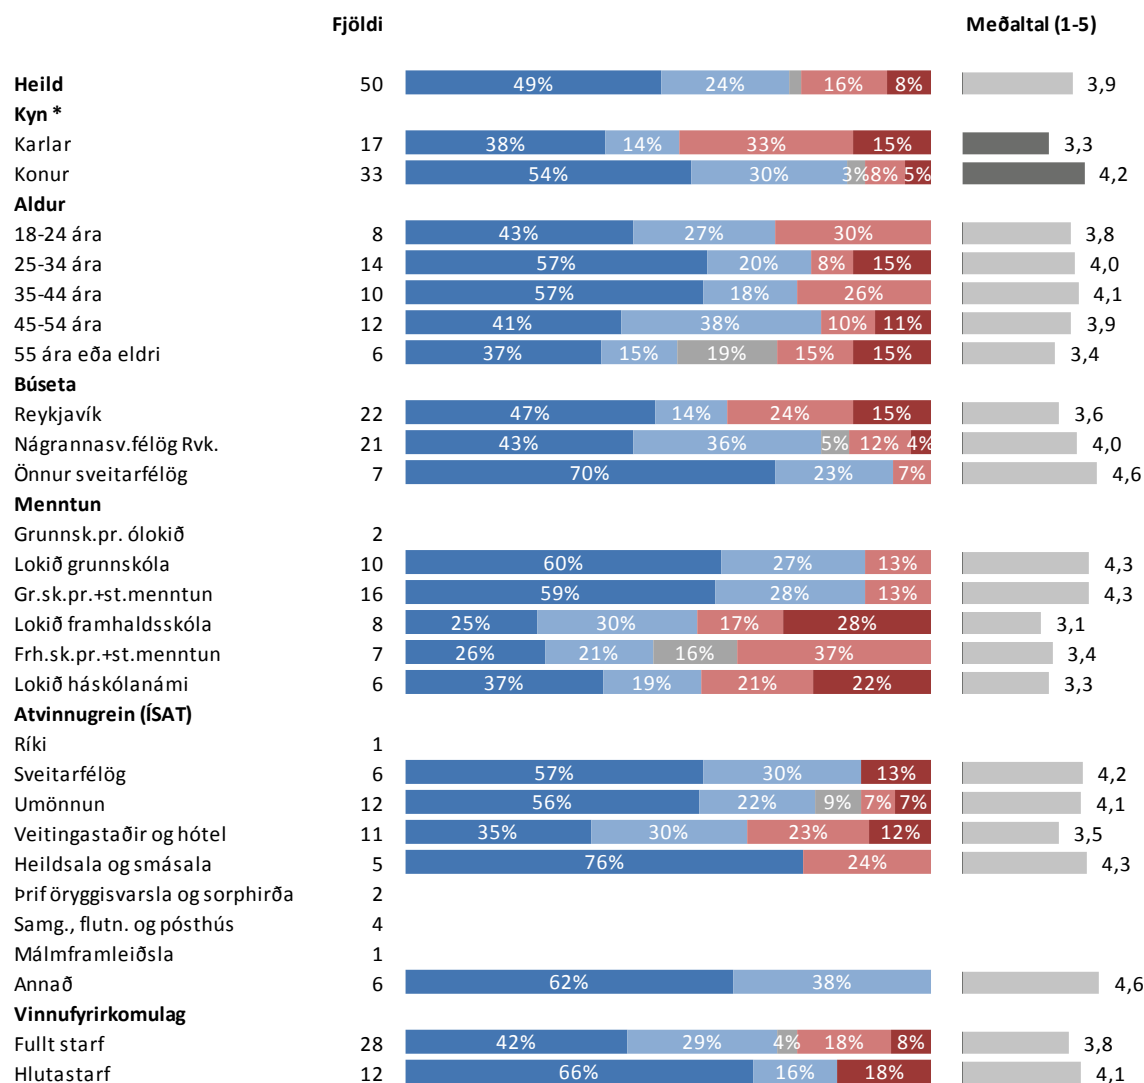 Fjöldi Meðaltal (1-5)
Heild 50 49% 24% 16% 8% 3,9
Kyn *
Karlar 17 38% 14% 33% 15% 3,3
Konur 33 54% 30% 3% 8% 5% 4,2
Aldur
18-24 ára 8 43% 27% 30% 3,8
25-34 ára 14 57% 20% 8% 15% 4,0
35-44 ára 10 57% 18% 26% 4,1
45-54 ára 12 41% 38% 10% 11% 3,9
55 ára eða eldri 6 37% 15% 19% 15% 15% 3,4
Búseta
Reykjavík 22 47% 14% 24% 15% 3,6
Nágrannasv.félög Rvk. 21 43% 36% 5% 12% 4% 4,0
Önnur sveitarfélög 7 70% 23% 7% 4,6
Menntun
Grunnsk.pr. ólokið 2
Lokið grunnskóla 10 60% 27% 13% 4,3
Gr.sk.pr.+st.menntun 16 59% 28% 13% 4,3
Lokið framhaldsskóla 8 25% 30% 17% 28% 3,1
Frh.sk.pr.+st.menntun 7 26% 21% 16% 37% 3,4
Lokið háskólanámi 6 37% 19% 21% 22% 3,3
Atvinnugrein (ÍSAT)
Ríki 1
Sveitarfélög 6 57% 30% 13% 4,2
Umönnun 12 56% 22% 9% 7% 7% 4,1
Veitingastaðir og hótel 11 35% 30% 23% 12% 3,5
Heildsala og smásala 5 76% 24% 4,3
Þrif öryggisvarsla og sorphirða 2
Samg., flutn. og pósthús 4
Málmframleiðsla 1
Annað 6 62% 38% 4,6
Vinnufyrirkomulag
Fullt starf 28 42% 29% 4% 18% 8% 3,8
Hlutastarf 12 66% 16% 18% 4,1